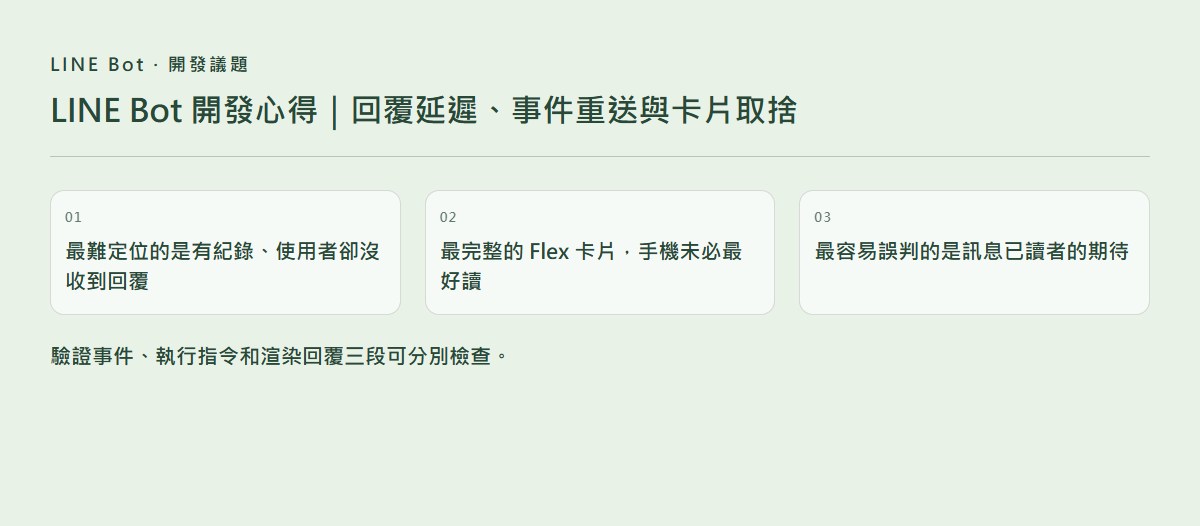 LINE Bot · 開發議題
LINE Bot 開發心得｜回覆延遲、事件重送與卡片取捨
01
最難定位的是有紀錄、使用者卻沒
收到回覆
02
最完整的 Flex 卡片，手機未必最
好讀
03
最容易誤判的是訊息已讀者的期待
驗證事件、執行指令和渲染回覆三段可分別檢查。